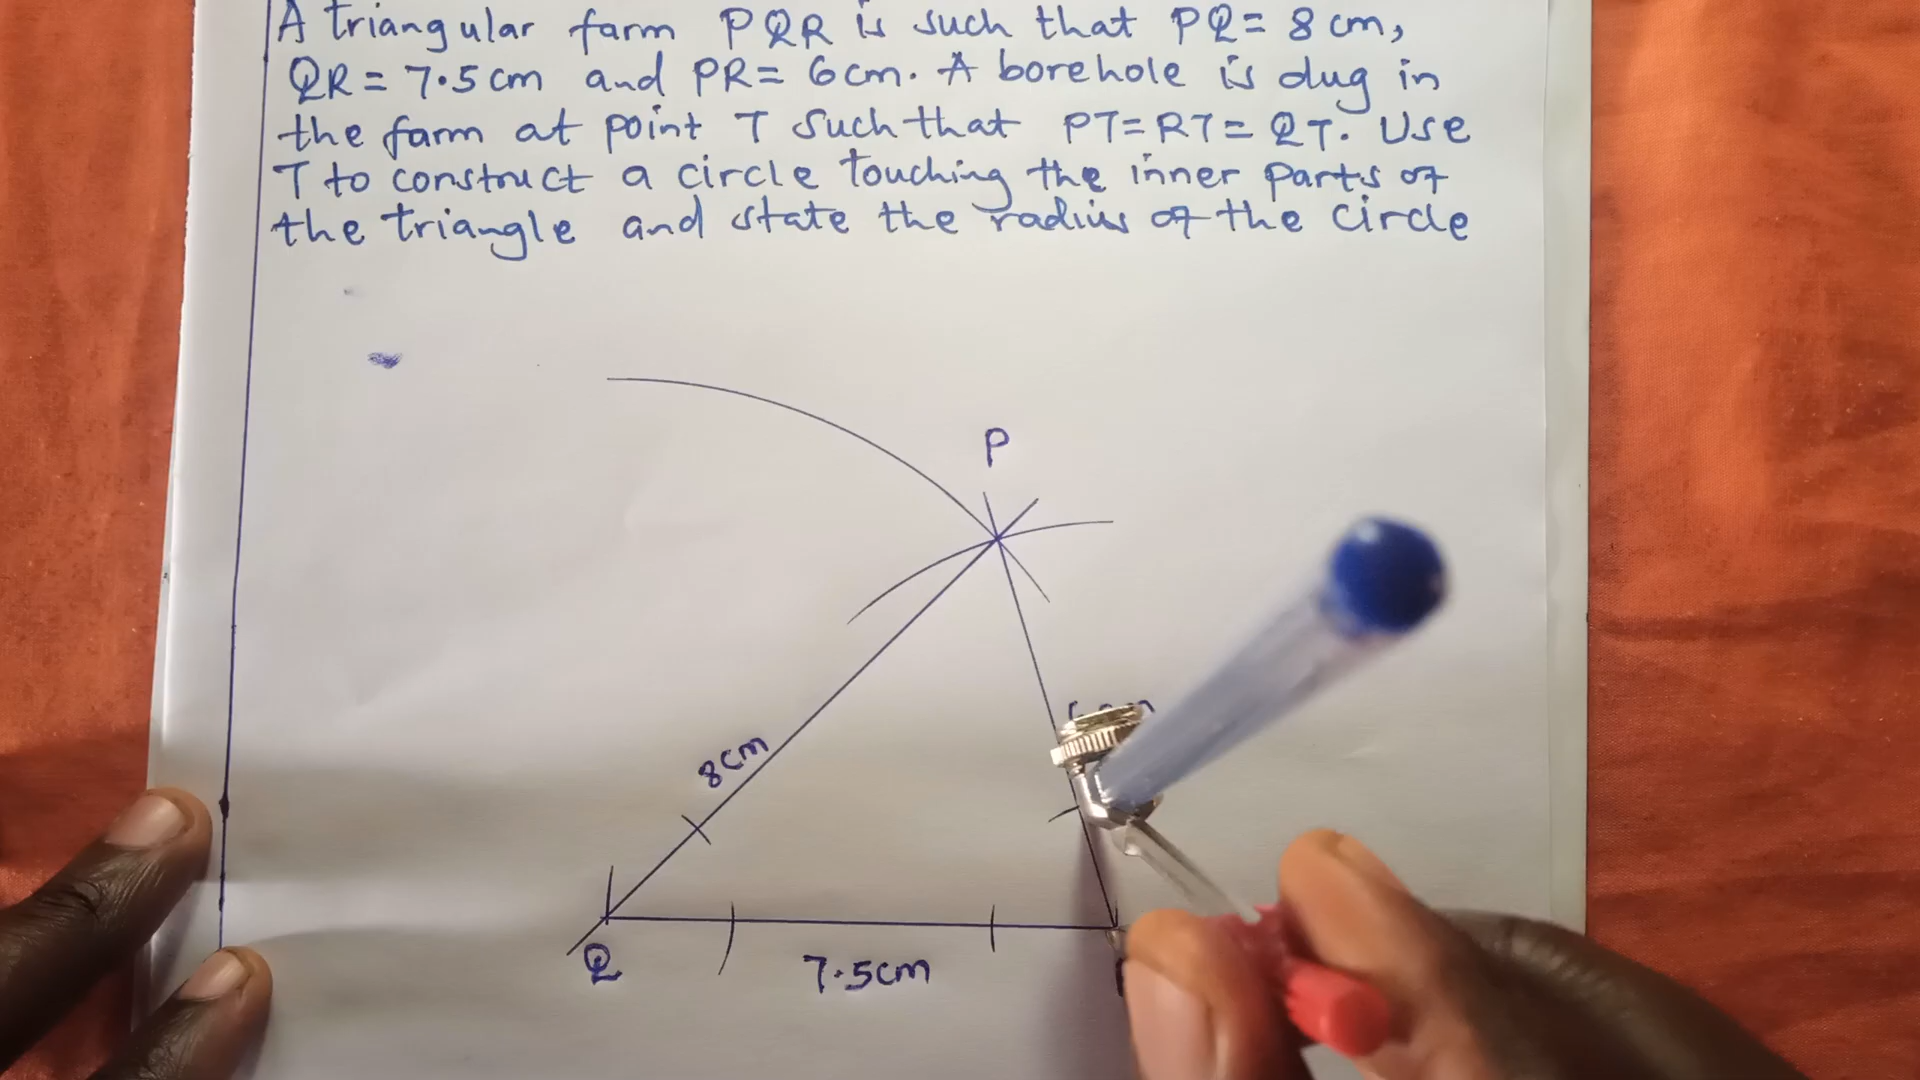 A triangular farm PQR is such that PQ = 8 cm,
QR = 7.5 cm and PR = 6 cm. A borehole is dug in
the farm at point T such that PT = RT = QT. Use
T to construct a circle touching the inner parts of
the triangle and state the radius of the circle
P
8cm
Q
7.5cm